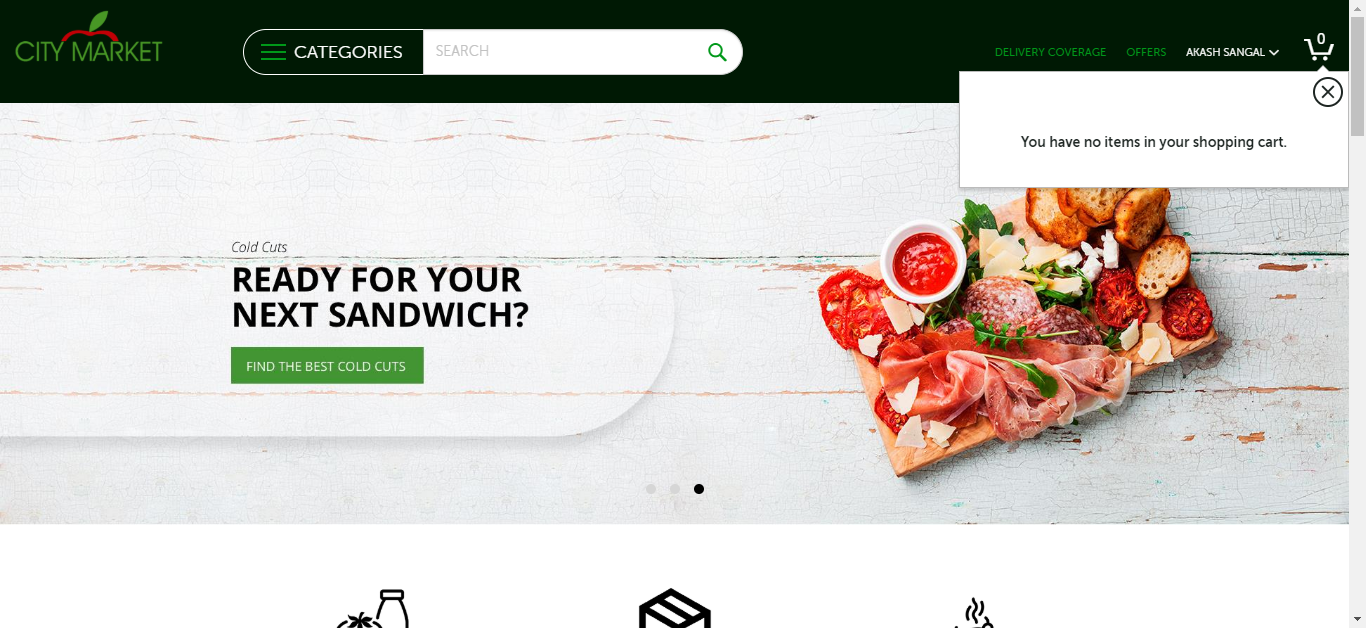 CITY MARKET
CATEGORIES
SEARCH
DELIVERY COVERAGE
OFFERS
AKASH SANGAL
0
You have no items in your shopping cart.
Cold Cuts
READY FOR YOUR
NEXT SANDWICH?
FIND THE BEST COLD CUTS